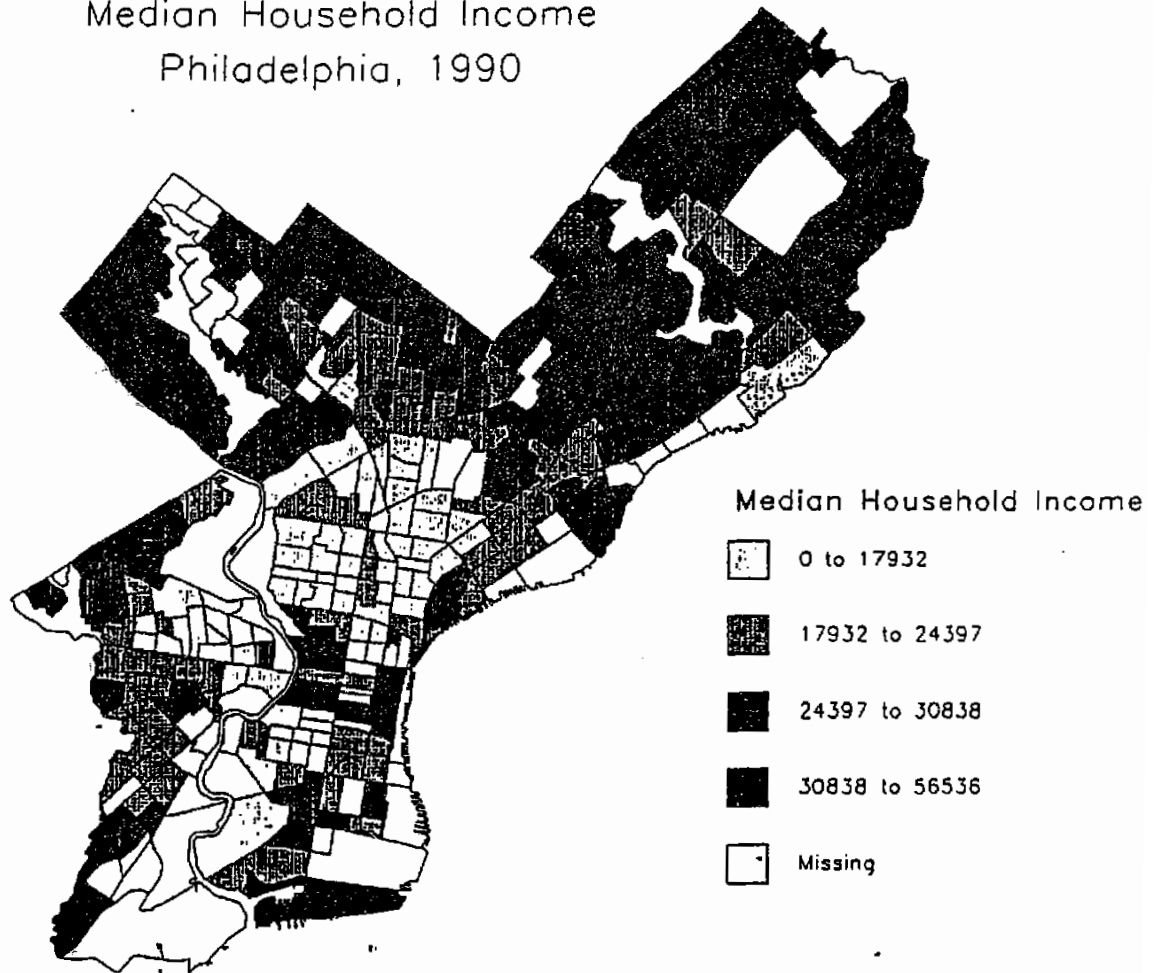 Median Household Income
Philadelphia, 1990
Median Household Income
0 to 17932
17932 to 24397
24397 to 30838
30838 to 56536
Missing